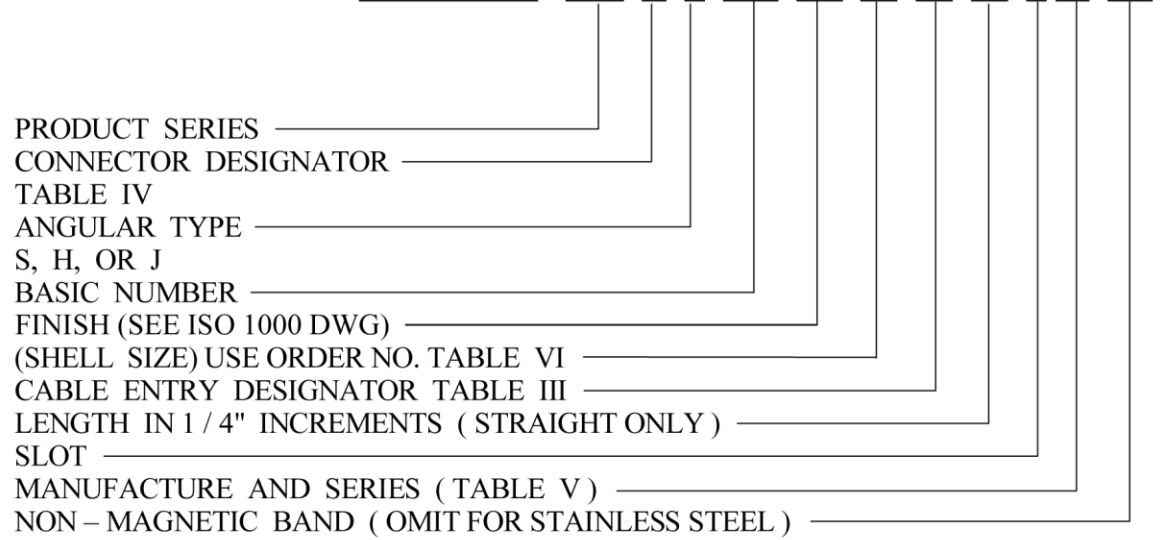 PRODUCT SERIES
CONNECTOR DESIGNATOR
TABLE IV
ANGULAR TYPE
S, H, OR J
BASIC NUMBER
FINISH (SEE ISO 1000 DWG)
(SHELL SIZE) USE ORDER NO. TABLE VI
CABLE ENTRY DESIGNATOR TABLE III
LENGTH IN 1 / 4" INCREMENTS ( STRAIGHT ONLY )
SLOT
MANUFACTURE AND SERIES ( TABLE V )
NON – MAGNETIC BAND ( OMIT FOR STAINLESS STEEL )